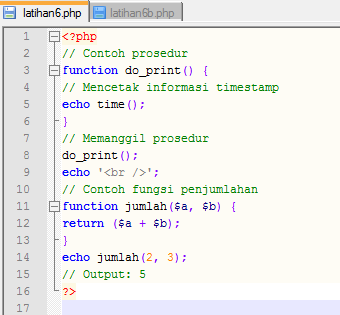 latihan6.php latihan6b.php
1 <?php
2 // Contoh prosedur
3 function do_print() {
4 // Mencetak informasi timestamp
5 echo time();
6 }
7 // Memanggil prosedur
8 do_print();
9 echo '<br />';
10 // Contoh fungsi penjumlahan
11 function jumlah($a, $b) {
12 return ($a + $b);
13 }
14 echo jumlah(2, 3);
15 // Output: 5
16 ?>
17